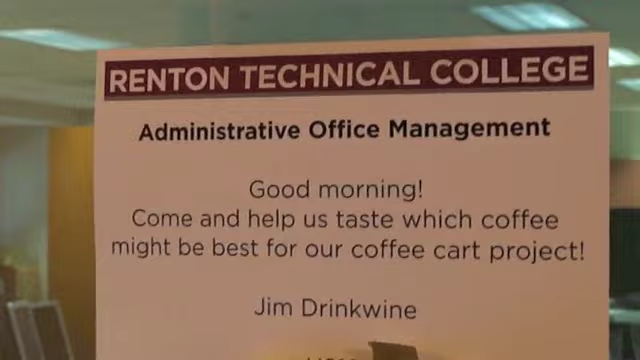 RENTON TECHNICAL COLLEGE
Administrative Office Management
Good morning!
Come and help us taste which coffee
might be best for our coffee cart project!
Jim Drinkwine